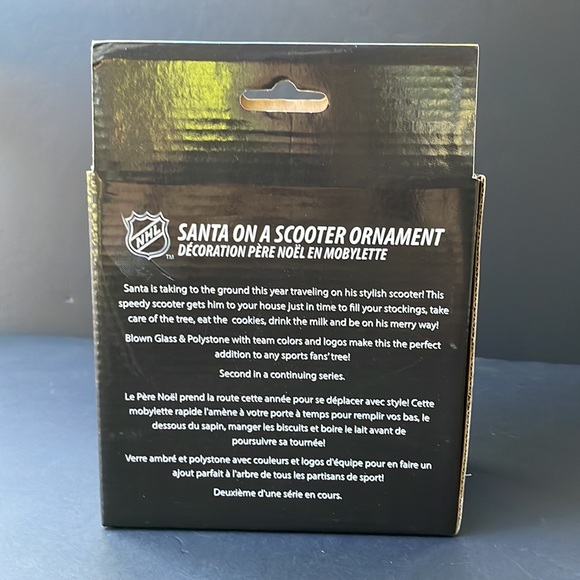 NHL TM
SANTA ON A SCOOTER ORNAMENT
DÉCORATION PÈRE NOËL EN MOBYLETTE
Santa is taking to the ground this year traveling on his stylish scooter! This
speedy scooter gets him to your house just in time to fill your stockings, take
care of the tree, eat the cookies, drink the milk and be on his merry way!
Blown Glass & Polystone with team colors and logos make this the perfect
addition to any sports fans' tree!
Second in a continuing series.
Le Père Noël prend la route cette année pour se déplacer avec style! Cette
mobylette rapide l'amène à votre porte à temps pour remplir vos bas, le
dessous du sapin, manger les biscuits et boire le lait avant de
poursuivre sa tournée!
Verre ambré et polystone avec couleurs et logos d'équipe pour en faire un
ajout parfait à l'arbre de tous les partisans de sport!
Deuxième d'une série en cours.